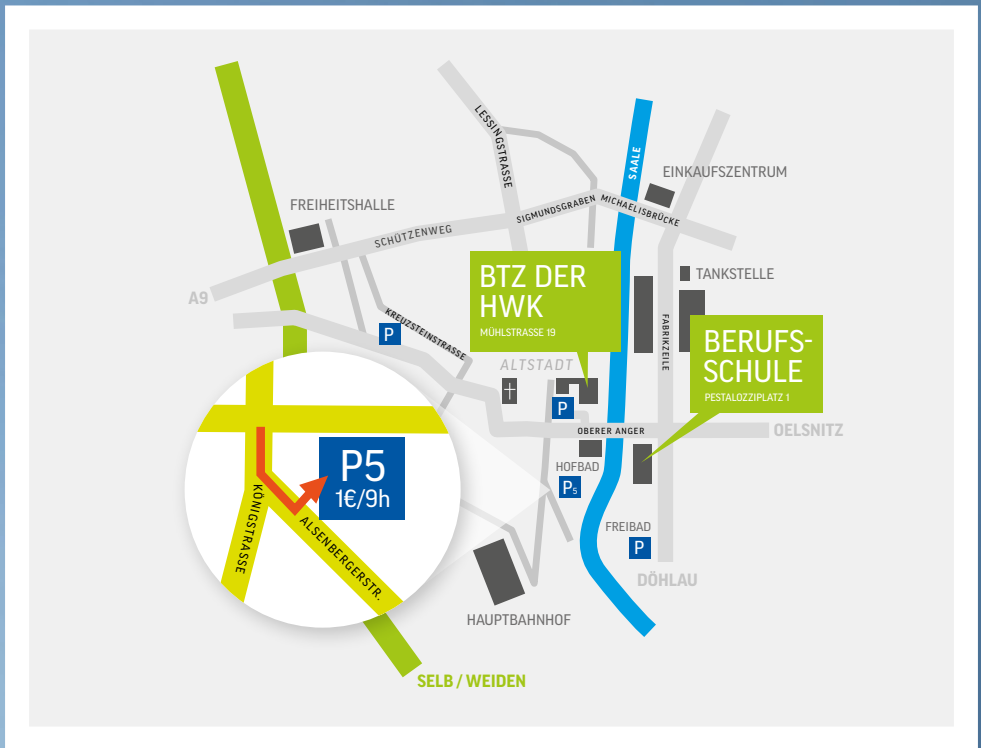 LESSINGSTRASSE
SAALE
EINKAUFSZENTRUM
FREIHEITSHALLE
SIGMUNDSGRABEN
MICHAELISBRÜCKE
SCHÜTZENWEG
A9
BTZ DER
HWK
MÜHLSTRASSE 19
TANKSTELLE
KREUZSTEINSTRASSE
P
FABRIKZEILE
BERUFS-
SCHULE
PESTALOZZIPLATZ 1
ALTSTADT
P
OBERER ANGER
OELSNITZ
HOFBAD
P5
P5
1€/9h
KÖNIGSTRASSE
ALSENBERGERSTR.
FREIBAD
P
DÖHLAU
HAUPTBAHNHOF
SELB / WEIDEN